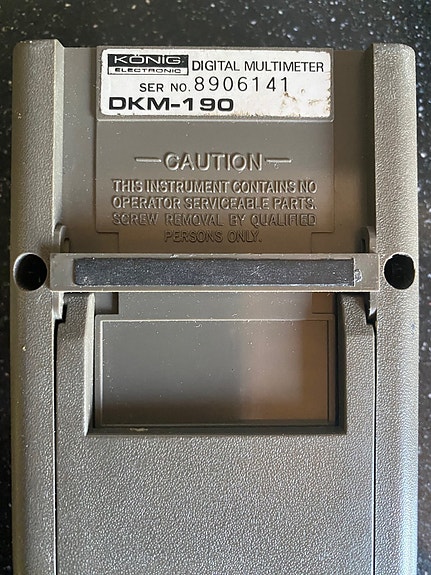 KÖNIG
ELECTRONIC
DIGITAL MULTIMETER
SER NO. 8906141
DKM-190
—CAUTION—
THIS INSTRUMENT CONTAINS NO
OPERATOR SERVICEABLE PARTS.
SCREW REMOVAL BY QUALIFIED
PERSONS ONLY.